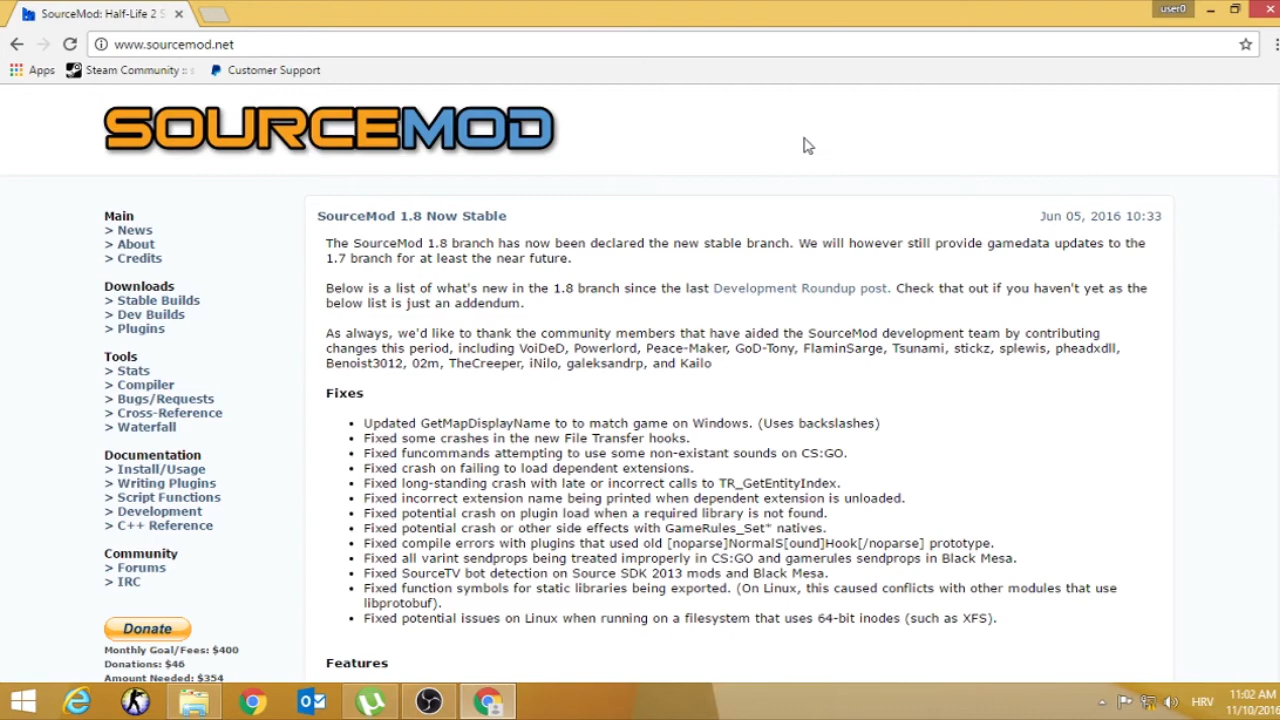 SourceMod: Half-Life 2 S
user0
www.sourcemod.net
Apps
Steam Community :: s
Customer Support
SOURCEMOD
Main
> News
> About
> Credits
Downloads
> Stable Builds
> Dev Builds
> Plugins
Tools
> Stats
> Compiler
> Bugs/Requests
> Cross-Reference
> Waterfall
Documentation
> Install/Usage
> Writing Plugins
> Script Functions
> Development
> C++ Reference
Community
> Forums
> IRC
Donate
Monthly Goal/Fees: $400
Donations: $46
Amount Needed: $354
SourceMod 1.8 Now Stable
Jun 05, 2016 10:33
The SourceMod 1.8 branch has now been declared the new stable branch. We will however still provide gamedata updates to the
1.7 branch for at least the near future.
Below is a list of what's new in the 1.8 branch since the last Development Roundup post. Check that out if you haven't yet as the
below list is just an addendum.
As always, we'd like to thank the community members that have aided the SourceMod development team by contributing
changes this period, including VoiDeD, Powerlord, Peace-Maker, GoD-Tony, FlaminSarge, Tsunami, stickz, splewis, pheadxdll,
Benoist3012, 02m, TheCreeper, iNilo, galeksandrp, and Kailo
Fixes
• Updated GetMapDisplayName to to match game on Windows. (Uses backslashes)
• Fixed some crashes in the new File Transfer hooks.
• Fixed funcommands attempting to use some non-existant sounds on CS:GO.
• Fixed crash on failing to load dependent extensions.
• Fixed long-standing crash with late or incorrect calls to TR_GetEntityIndex.
• Fixed incorrect extension name being printed when dependent extension is unloaded.
• Fixed potential crash on plugin load when a required library is not found.
• Fixed potential crash or other side effects with GameRules_Set* natives.
• Fixed compile errors with plugins that used old [noparse]NormalS[ound]Hook[/noparse] prototype.
• Fixed all varint sendprops being treated improperly in CS:GO and gamerules sendprops in Black Mesa.
• Fixed SourceTV bot detection on Source SDK 2013 mods and Black Mesa.
• Fixed function symbols for static libraries being exported. (On Linux, this caused conflicts with other modules that use
libprotobuf).
• Fixed potential issues on Linux when running on a filesystem that uses 64-bit inodes (such as XFS).
Features
HRV
11:02 AM
11/10/2016